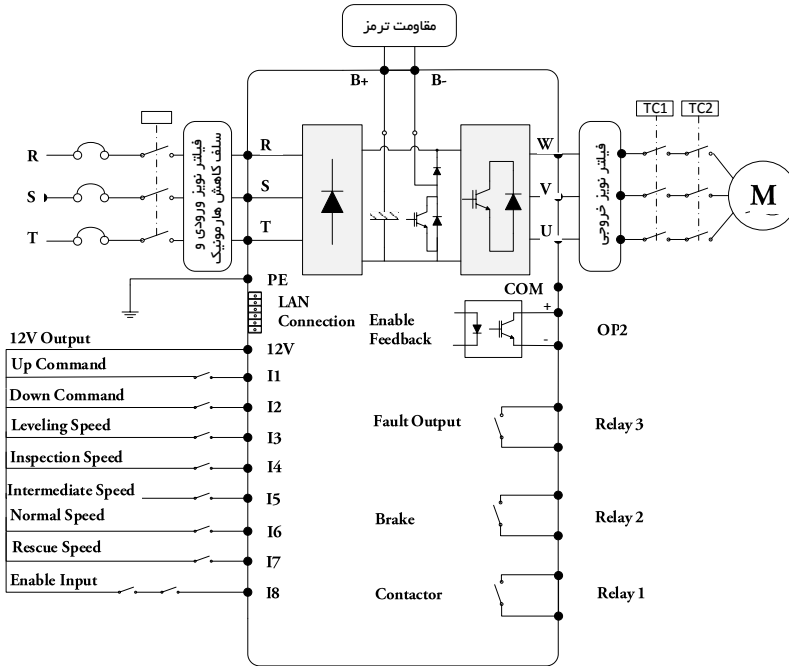 مقاومت ترمز
B+ B-
TC1 TC2
R
S
T
فیلتر نویز ورودی و
سلف کاهش هارمونیک
R
S
T
W
V
U
فیلتر نویز خروجی
M
PE
LAN
Connection
COM
Enable
Feedback
+
-
OP2
12V Output
12V
Up Command
I1
Down Command
I2
Leveling Speed
I3
Inspection Speed
I4
Intermediate Speed
I5
Normal Speed
I6
Rescue Speed
I7
Enable Input
I8
Fault Output
Relay 3
Brake
Relay 2
Contactor
Relay 1